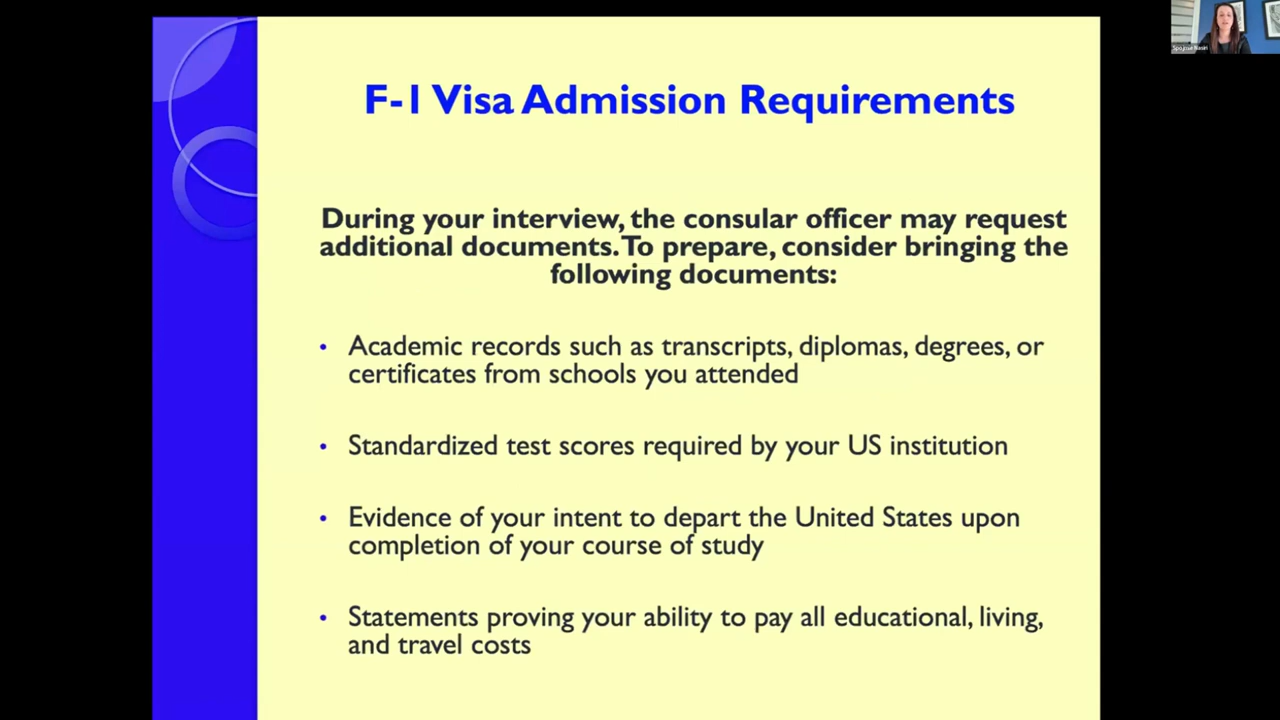 F-1 Visa Admission Requirements
During your interview, the consular officer may request
additional documents. To prepare, consider bringing the
following documents:
• Academic records such as transcripts, diplomas, degrees, or
certificates from schools you attended
• Standardized test scores required by your US institution
• Evidence of your intent to depart the United States upon
completion of your course of study
• Statements proving your ability to pay all educational, living,
and travel costs